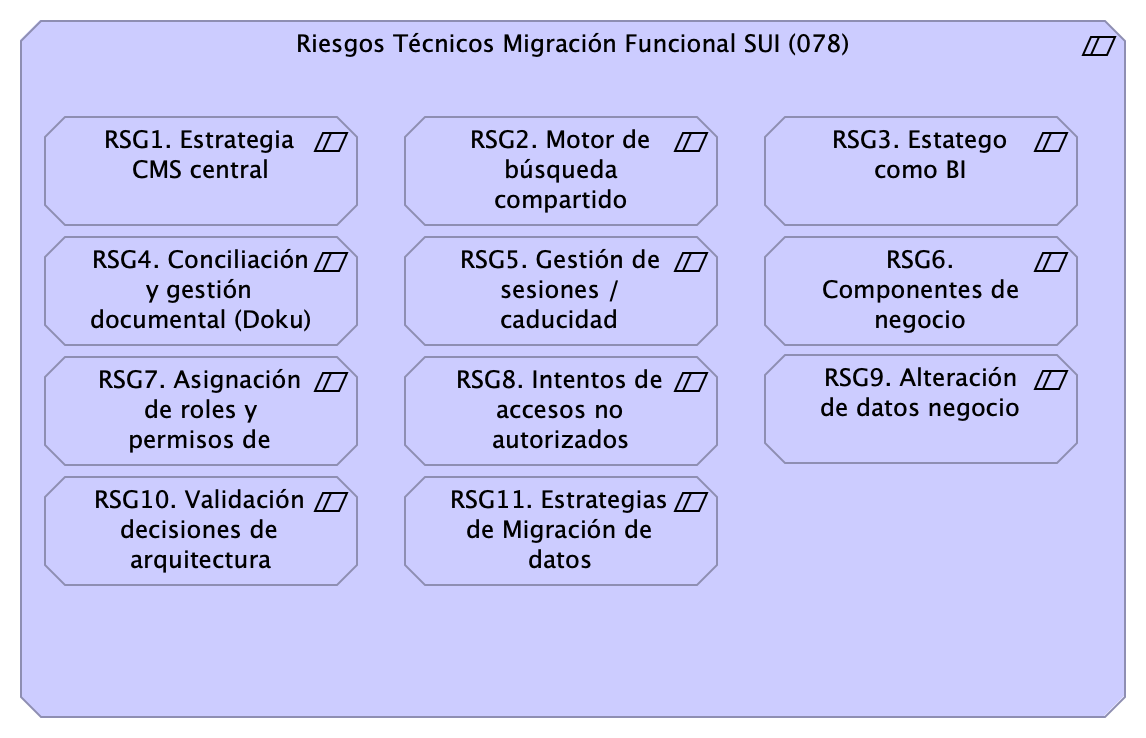 Riesgos Técnicos Migración Funcional SUI (078)
RSG1. Estrategia
CMS central
RSG2. Motor de
búsqueda
compartido
RSG3. Estatego
como BI
RSG4. Conciliación
y gestión
documental (Doku)
RSG5. Gestión de
sesiones /
caducidad
RSG6.
Componentes de
negocio
RSG7. Asignación
de roles y
permisos de
RSG8. Intentos de
accesos no
autorizados
RSG9. Alteración
de datos negocio
RSG10. Validación
decisiones de
arquitectura
RSG11. Estrategias
de Migración de
datos